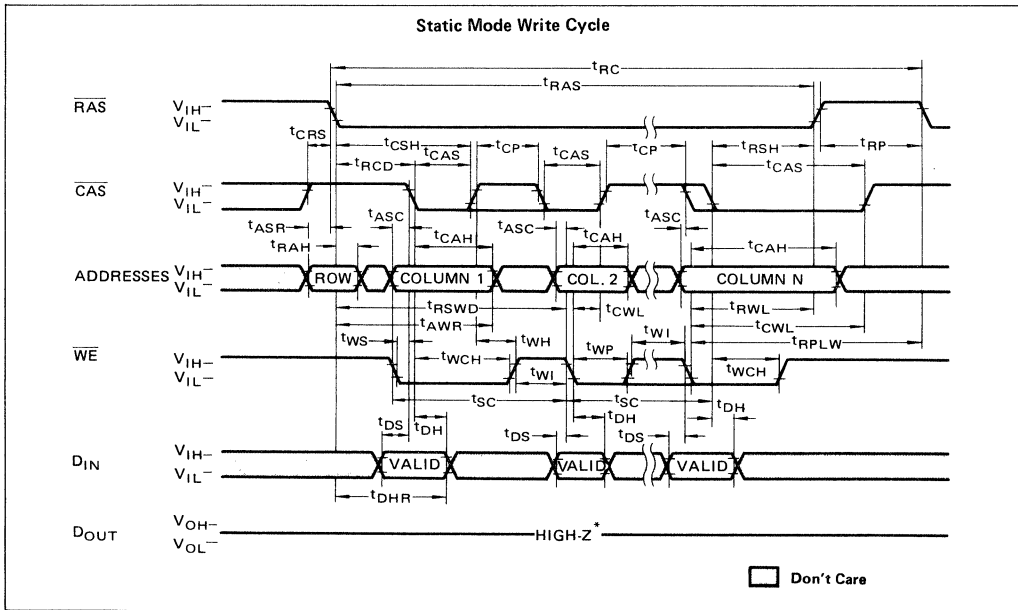 Static Mode Write Cycle
tRC
tRAS
RAS VIH–
VIL–
tCRS tCSH tCAS tCP tCAS tCP tRSH tRP
tRCD tCAS
CAS VIH–
VIL–
tASR tASC tASC tASC
tRAH tCAH tCAH tCAH
ADDRESSES VIH–
VIL–
ROW COLUMN 1 COL. 2 COLUMN N
tRSWD tCWL tRWL
tAWR tCWL
tWS tWH tWI tRPLW
WE VIH–
VIL–
tWCH tWP tWCH
tWI
tSC tSC
tDH tDH
tDS tDH tDS tDS
DIN VIH–
VIL–
VALID VALID VALID
tDHR
DOUT VOH–
VOL–
HIGH-Z*
Don't Care